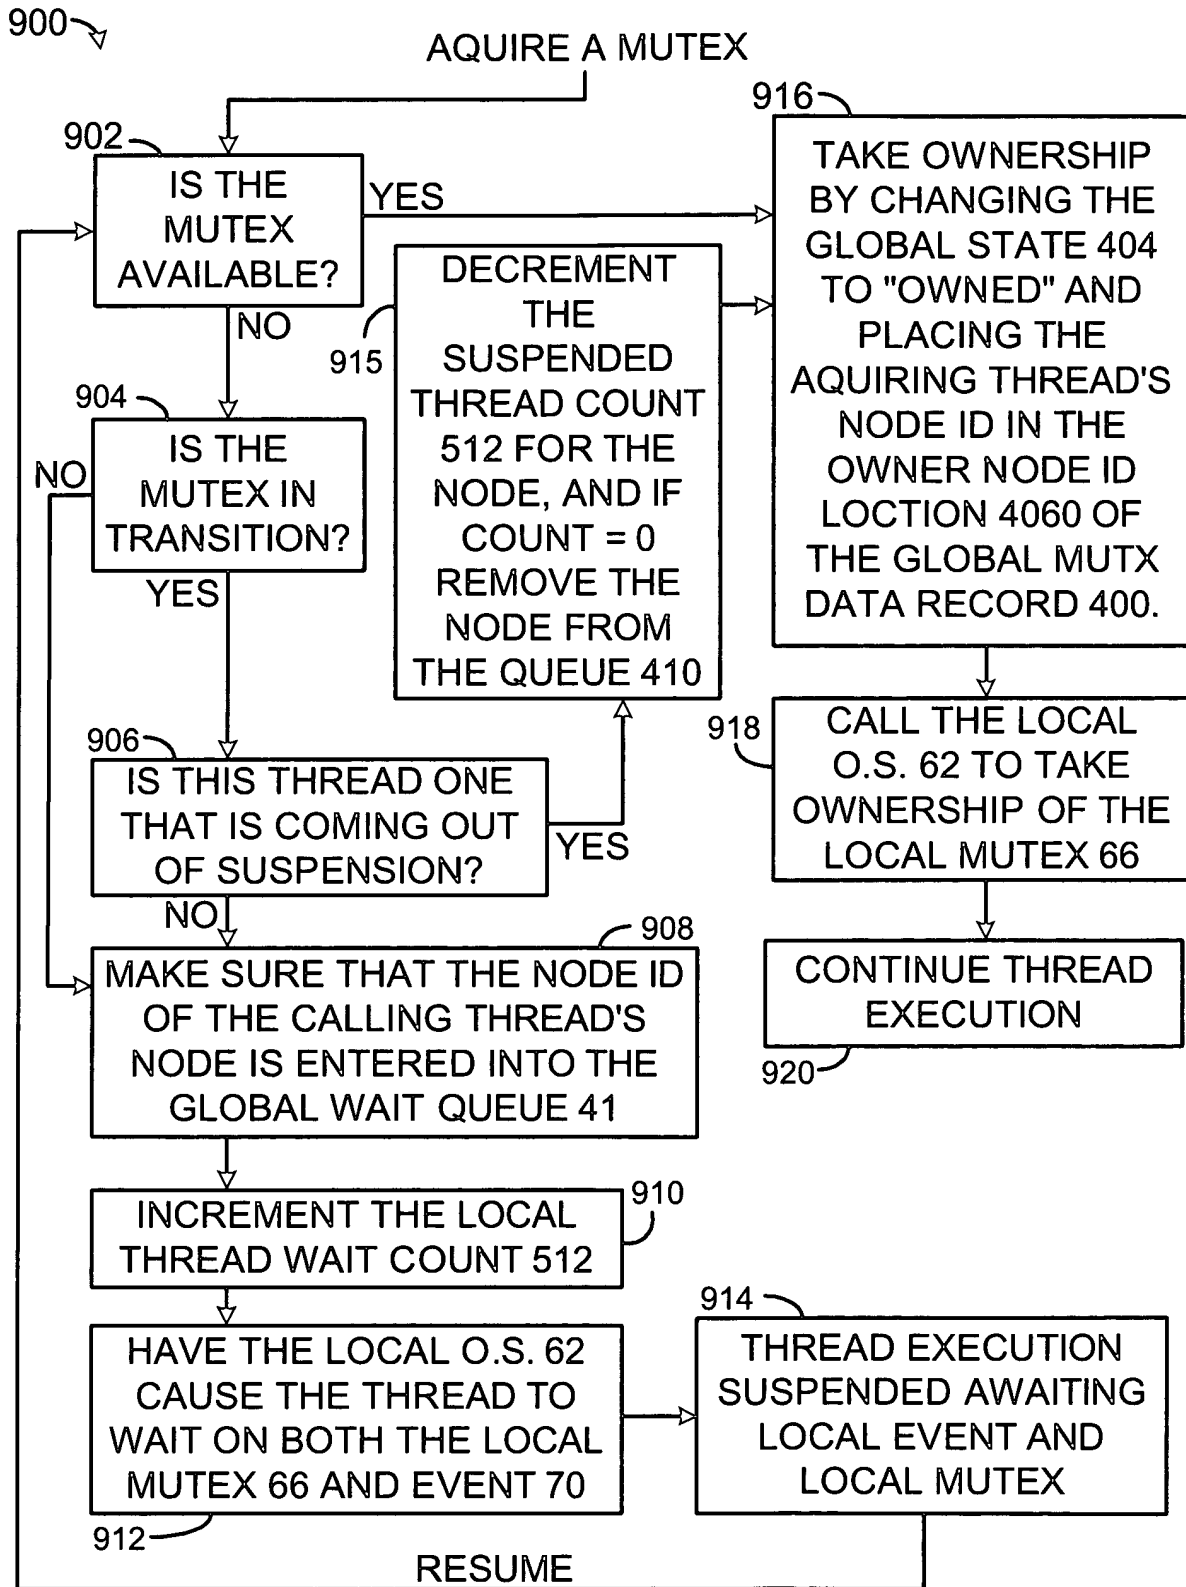 900
AQUIRE A MUTEX
902
IS THE
MUTEX
AVAILABLE?
YES
NO
904
IS THE
MUTEX IN
TRANSITION?
NO
YES
906
IS THIS THREAD ONE
THAT IS COMING OUT
OF SUSPENSION?
YES
NO
908
MAKE SURE THAT THE NODE ID
OF THE CALLING THREAD'S
NODE IS ENTERED INTO THE
GLOBAL WAIT QUEUE 41
910
INCREMENT THE LOCAL
THREAD WAIT COUNT 512
HAVE THE LOCAL O.S. 62
CAUSE THE THREAD TO
WAIT ON BOTH THE LOCAL
MUTEX 66 AND EVENT 70
912
914
THREAD EXECUTION
SUSPENDED AWAITING
LOCAL EVENT AND
LOCAL MUTEX
RESUME
915
DECREMENT
THE
SUSPENDED
THREAD COUNT
512 FOR THE
NODE, AND IF
COUNT = 0
REMOVE THE
NODE FROM
THE QUEUE 410
916
TAKE OWNERSHIP
BY CHANGING THE
GLOBAL STATE 404
TO "OWNED" AND
PLACING THE
AQUIRING THREAD'S
NODE ID IN THE
OWNER NODE ID
LOCTION 4060 OF
THE GLOBAL MUTX
DATA RECORD 400.
918
CALL THE LOCAL
O.S. 62 TO TAKE
OWNERSHIP OF THE
LOCAL MUTEX 66
CONTINUE THREAD
EXECUTION
920